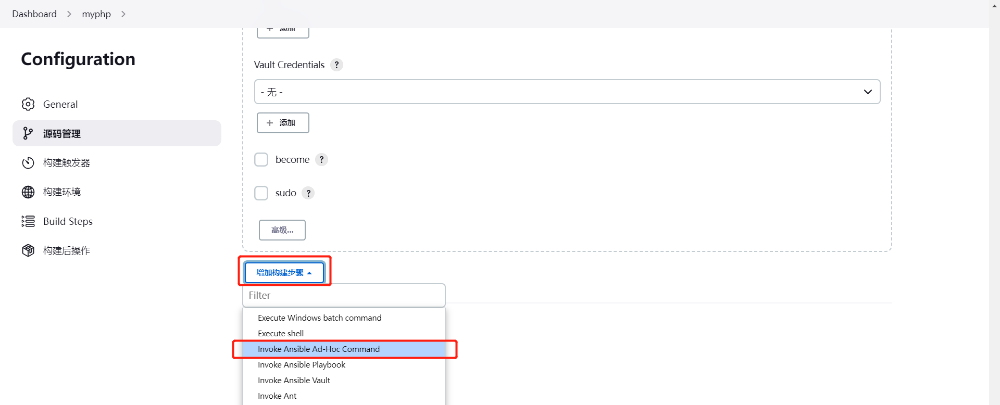 Dashboard > myphp >
Configuration
General
源码管理
构建触发器
构建环境
Build Steps
构建后操作
+ 添加
Vault Credentials ?
- 无 -
+ 添加
become ?
sudo ?
高级...
增加构建步骤
Filter
Execute Windows batch command
Execute shell
Invoke Ansible Ad-Hoc Command
Invoke Ansible Playbook
Invoke Ansible Vault
Invoke Ant